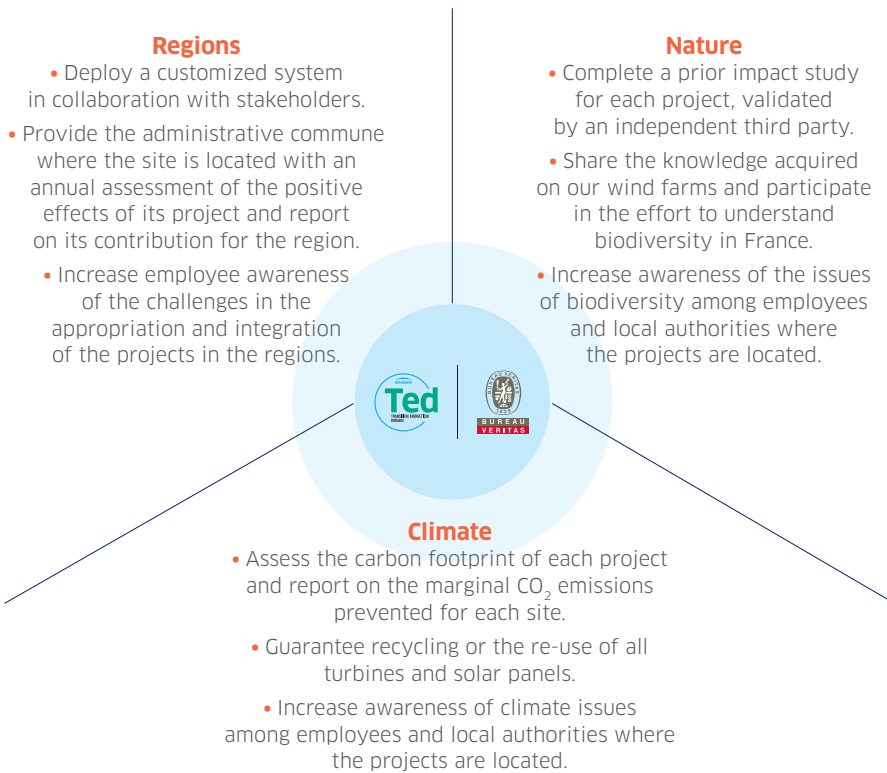 Regions
• Deploy a customized system
in collaboration with stakeholders.
• Provide the administrative commune
where the site is located with an
annual assessment of the positive
effects of its project and report
on its contribution for the region.
• Increase employee awareness
of the challenges in the
appropriation and integration
of the projects in the regions.
Nature
• Complete a prior impact study
for each project, validated
by an independent third party.
• Share the knowledge acquired
on our wind farms and participate
in the effort to understand
biodiversity in France.
• Increase awareness of the issues
of biodiversity among employees
and local authorities where
the projects are located.
Ted
BUREAU VERITAS
1828
BUREAU
VERITAS
Climate
• Assess the carbon footprint of each project
and report on the marginal CO₂ emissions
prevented for each site.
• Guarantee recycling or the re-use of all
turbines and solar panels.
• Increase awareness of climate issues
among employees and local authorities where
the projects are located.